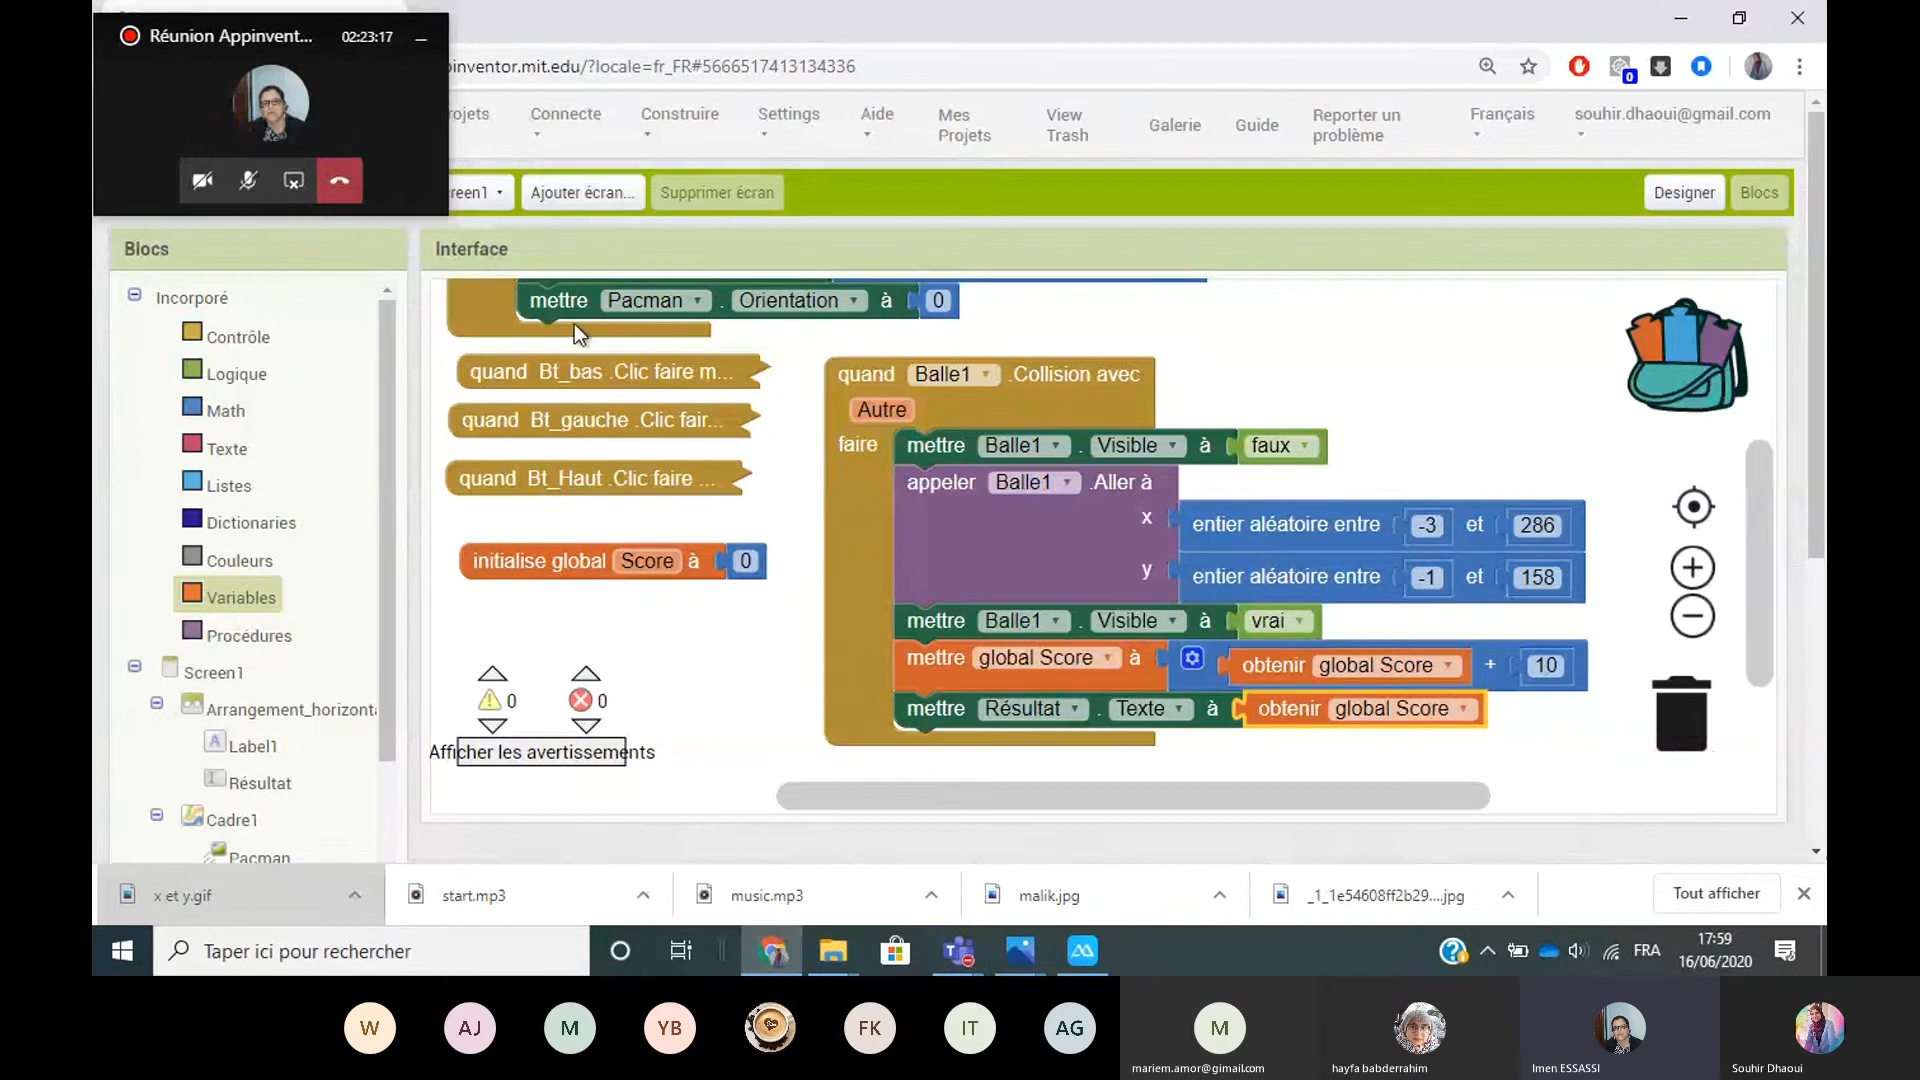 Réunion Appinvent...
02:23:17
pinventor.mit.edu/?locale=fr_FR#5666517413134336
0
rojets
Connecte
Construire
Settings
Aide
Mes Projets
View Trash
Galerie
Guide
Reporter un problème
Français
souhir.dhaoui@gmail.com
reen1
Ajouter écran...
Supprimer écran
Designer
Blocs
Blocs
Interface
Incorporé
Contrôle
Logique
Math
Texte
Listes
Dictionaries
Couleurs
Variables
Procédures
Screen1
Arrangement_horizont
Label1
Résultat
Cadre1
Pacman
mettre Pacman . Orientation à 0
quand Bt_bas .Clic faire m...
quand Bt_gauche .Clic fair...
quand Bt_Haut .Clic faire ...
initialise global Score à 0
0
0
Afficher les avertissements
quand Balle1 .Collision avec
Autre
faire
mettre Balle1 . Visible à faux
appeler Balle1 .Aller à
x entier aléatoire entre -3 et 286
y entier aléatoire entre -1 et 158
mettre Balle1 . Visible à vrai
mettre global Score à obtenir global Score + 10
mettre Résultat . Texte à obtenir global Score
x et y.gif
start.mp3
music.mp3
malik.jpg
_1_1e54608ff2b29....jpg
Tout afficher
Taper ici pour rechercher
FRA
17:59
16/06/2020
W
AJ
M
YB
FK
IT
AG
M
mariem.amor@gimail.com
hayfa babderrahim
Imen ESSASSI
Souhir Dhaoui